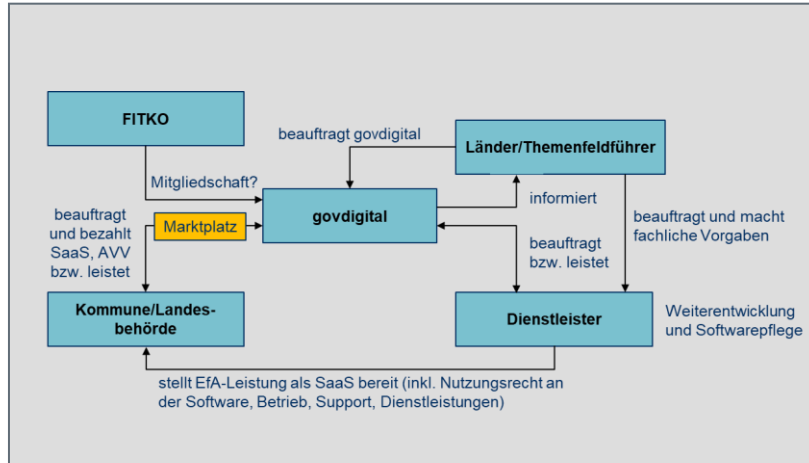 FITKO
beauftragt govdigital
Länder/Themenfeldführer
Mitgliedschaft?
govdigital
informiert
beauftragt
und bezahlt
SaaS, AVV
bzw. leistet
Marktplatz
beauftragt
bzw. leistet
beauftragt und macht
fachliche Vorgaben
Kommune/Landes-
behörde
Dienstleister
Weiterentwicklung
und Softwarepflege
stellt EfA-Leistung als SaaS bereit (inkl. Nutzungsrecht an
der Software, Betrieb, Support, Dienstleistungen)